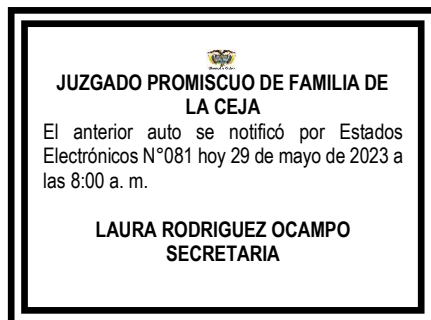 JUZGADO PROMISCUO DE FAMILIA DE
LA CEJA
El anterior auto se notificó por Estados
Electrónicos N°081 hoy 29 de mayo de 2023 a
las 8:00 a. m.
LAURA RODRIGUEZ OCAMPO
SECRETARIA